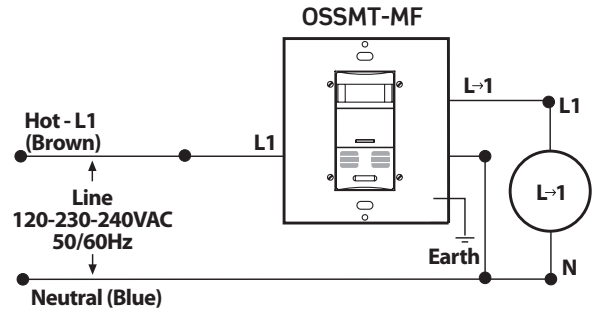 OSSMT-MF
L→1
L1
Hot - L1
(Brown)
L1
L→1
Line
120-230-240VAC
50/60Hz
Earth
N
Neutral (Blue)